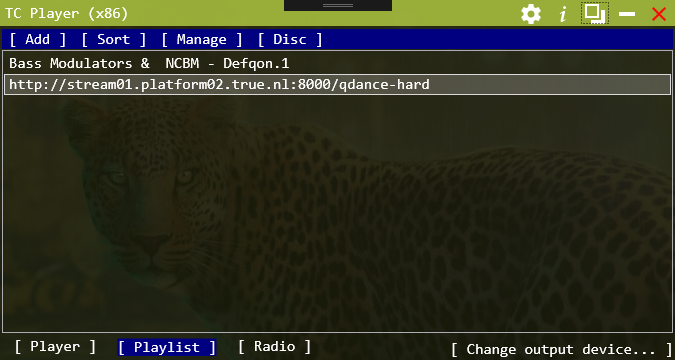 TC Player (x86)
[ Add ] [ Sort ] [ Manage ] [ Disc ]
Bass Modulators &  NCBM - Defqon.1
http://stream01.platform02.true.nl:8000/qdance-hard
[ Player ] [ Playlist ] [ Radio ] [ Change output device... ]